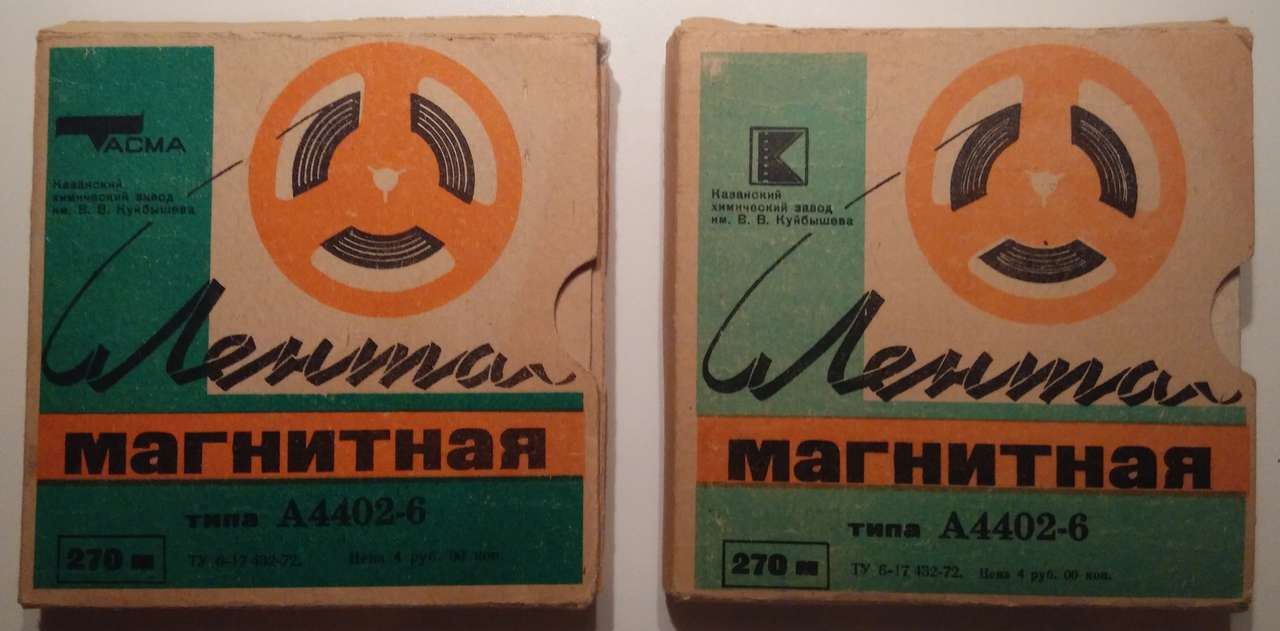 ТАСМА
Казанский
химический завод
им. В. В. Куйбышева
Лента
магнитная
типа А4402-6
270 м
ТУ 6-17 432-72. Цена 4 руб. 00 коп.
К
Казанский
химический завод
им. В. В. Куйбышева
Лента
магнитная
типа А4402-6
270 м
ТУ 6-17 432-72. Цена 4 руб. 00 коп.